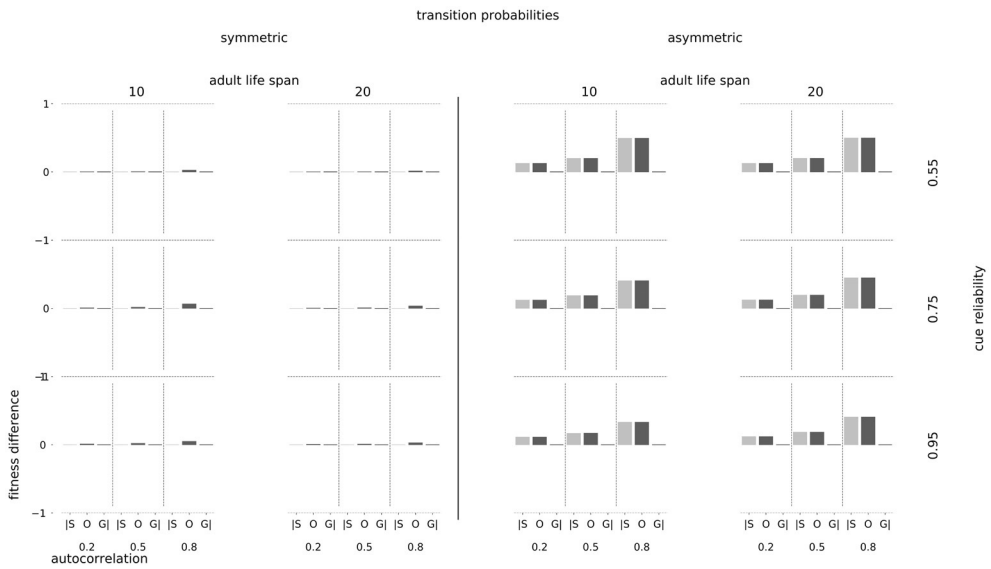 transition probabilities
symmetric asymmetric
adult life span adult life span
10 20 10 20
1
0 0.55
−1
0 0.75
−1 1
0 0.95
−1
fitness difference
cue reliability
|S O G| |S O G| |S O G| |S O G| |S O G| |S O G| |S O G| |S O G| |S O G| |S O G| |S O G| |S O G|
0.2 0.5 0.8 0.2 0.5 0.8 0.2 0.5 0.8 0.2 0.5 0.8
autocorrelation